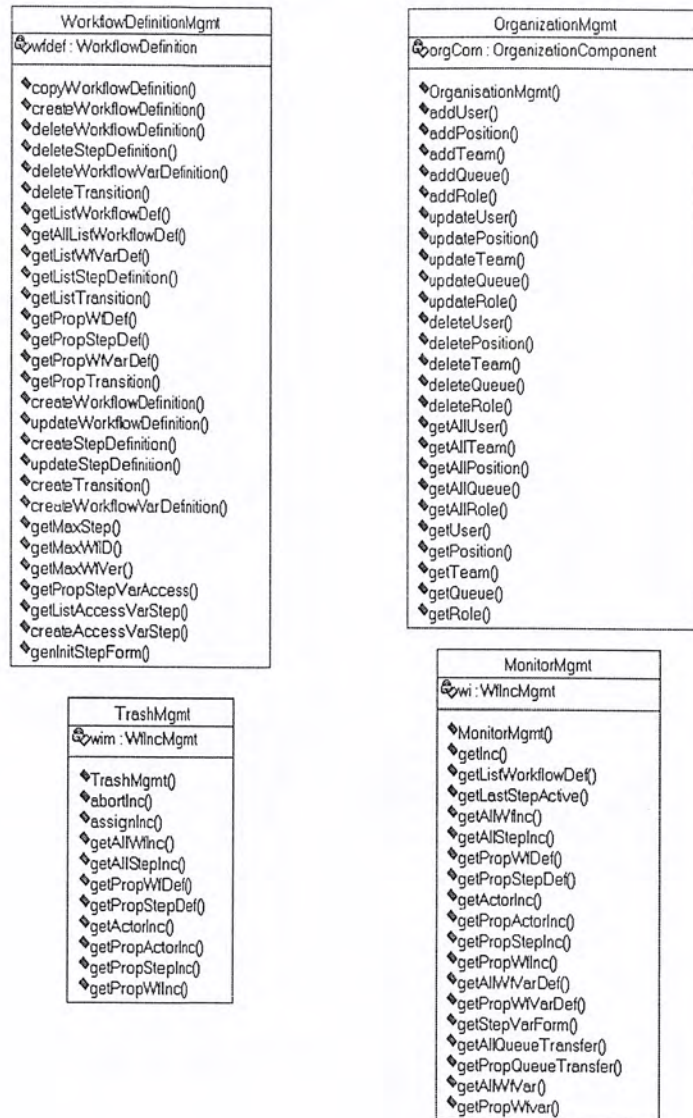 WorkflowDefinitionMgmt
wfdef : WorkflowDefinition
copyWorkflowDefinition()
createWorkflowDefinition()
deleteWorkflowDefinition()
deleteStepDefinition()
deleteWorkflowVarDefinition()
deleteTransition()
getListWorkflowDef()
getAllListWorkflowDef()
getListWfVarDef()
getListStepDefinition()
getListTransition()
getPropWfDef()
getPropStepDef()
getPropWfVarDef()
getPropTransition()
createWorkflowDefinition()
updateWorkflowDefinition()
createStepDefinition()
updateStepDefinition()
createTransition()
createWorkflowVarDefinition()
getMaxStep()
getMaxWfID()
getMaxWfVer()
getPropStepVarAccess()
getListAccessVarStep()
createAccessVarStep()
genInitStepForm()
OrganizationMgmt
orgCom : OrganizationComponent
OrganisationMgmt()
addUser()
addPosition()
addTeam()
addQueue()
addRole()
updateUser()
updatePosition()
updateTeam()
updateQueue()
updateRole()
deleteUser()
deletePosition()
deleteTeam()
deleteQueue()
deleteRole()
getAllUser()
getAllTeam()
getAllPosition()
getAllQueue()
getAllRole()
getUser()
getPosition()
getTeam()
getQueue()
getRole()
TrashMgmt
wim : WfIncMgmt
TrashMgmt()
abortInc()
assignInc()
getAllWfInc()
getAllStepInc()
getPropWfDef()
getPropStepDef()
getActorInc()
getPropActorInc()
getPropStepInc()
getPropWfInc()
MonitorMgmt
wi : WfIncMgmt
MonitorMgmt()
getInc()
getListWorkflowDef()
getLastStepActive()
getAllWfInc()
getAllStepInc()
getPropWfDef()
getPropStepDef()
getActorInc()
getPropActorInc()
getPropStepInc()
getPropWfInc()
getAllWfVarDef()
getPropWfVarDef()
getStepVarForm()
getAllQueueTransfer()
getPropQueueTransfer()
getAllWfVar()
getPropWfvar()